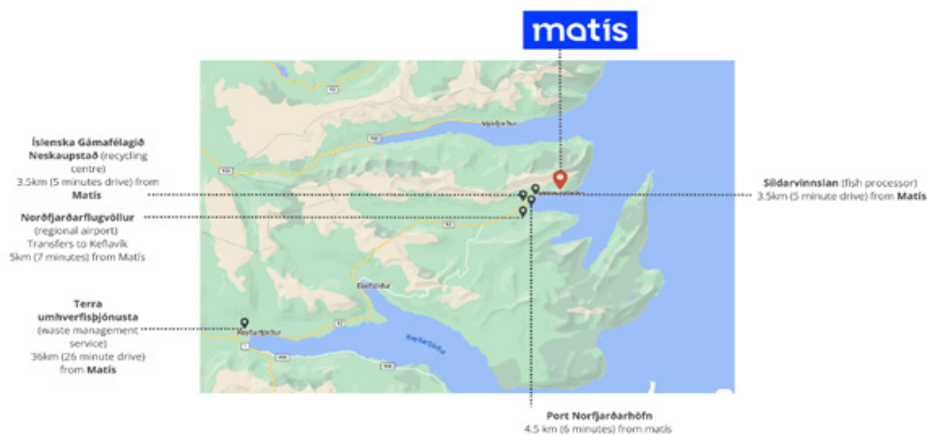 matís
Íslenska Gámafélagið
Neskaupstað (recycling
centre)
3.5km (5 minutes drive) from
Matís
Norðfjarðarflugvöllur
(regional airport)
Transfers to Keflavík
5km (7 minutes) from Matís
Terra
umhverfisþjónusta
(waste management
service)
36km (26 minute drive)
from Matís
Mjóifjörður
Eskifjörður
Reyðarfjörður
Reyðarfjörður
Síldarvinnslan (fish processor)
3.5km (5 minute drive) from Matís
Port Norfjarðarhöfn
4.5 km (6 minutes) from matís